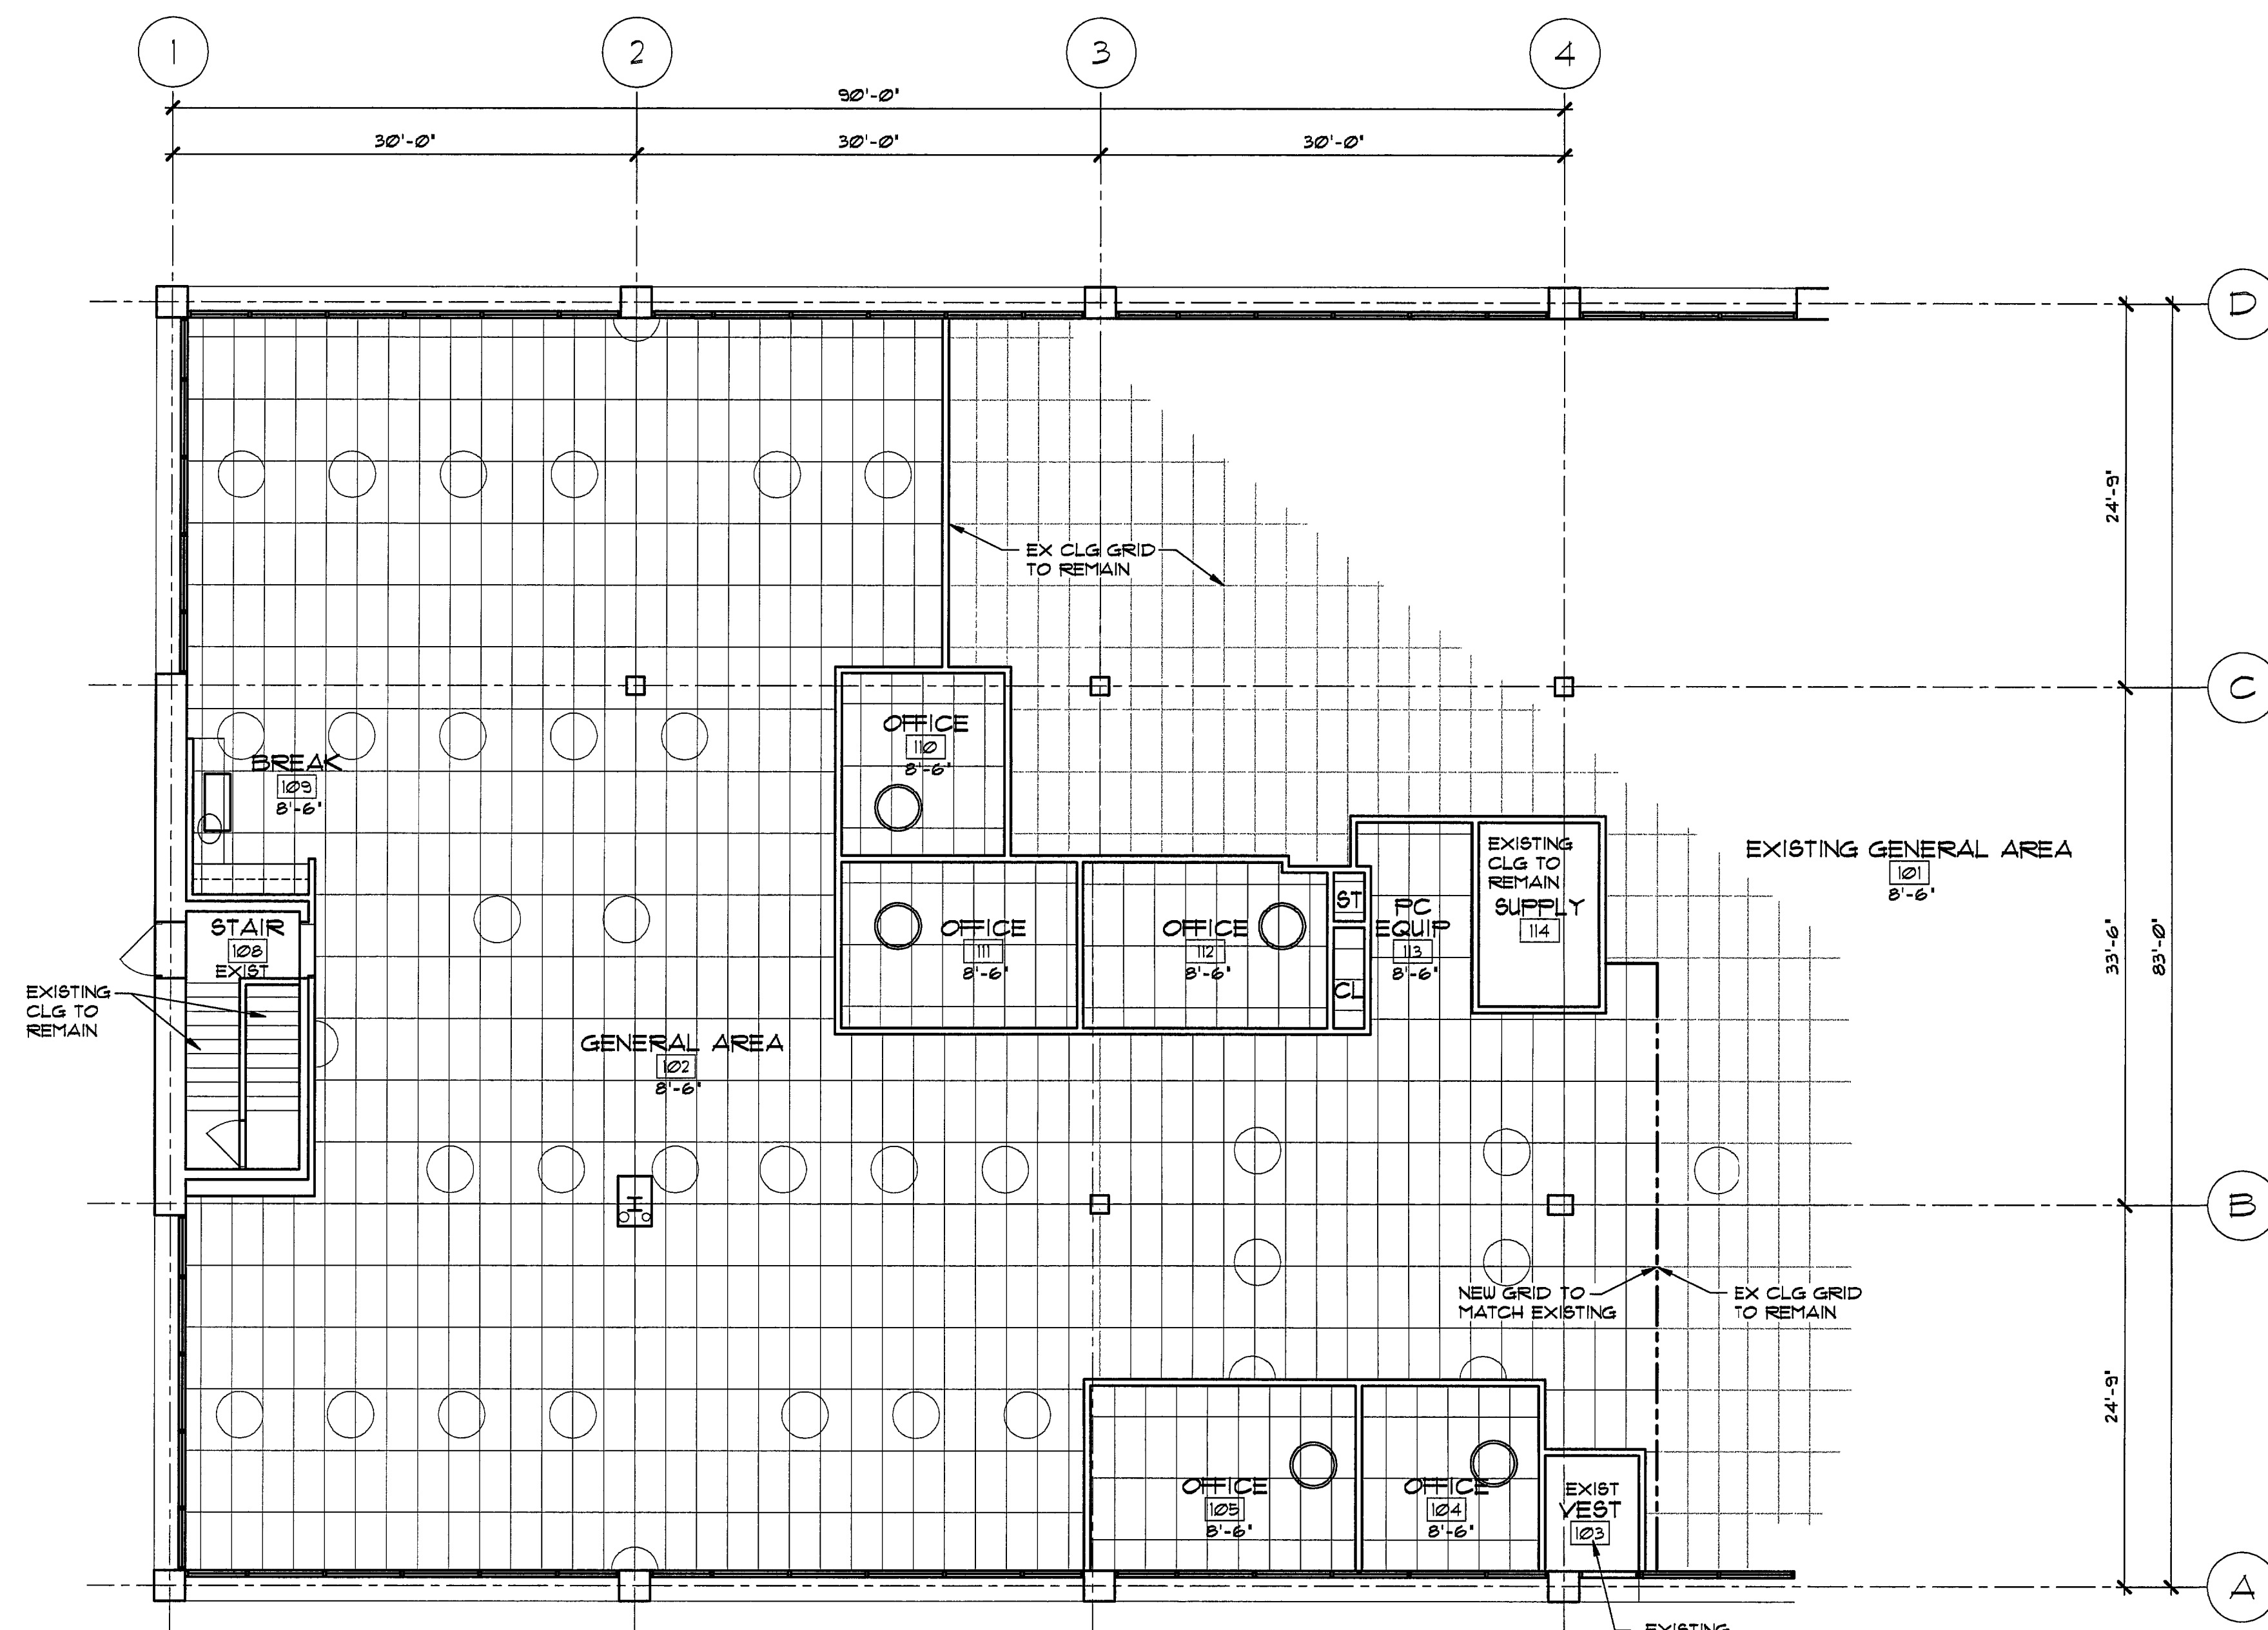 1
2
3
4
90'-0"
30'-0"
30'-0"
30'-0"
D
24'-9"
EX CLG GRID
TO REMAIN
C
OFFICE
110
8'-6"
BREAK
109
8'-6"
EXISTING
CLG TO
REMAIN
SUPPLY
114
EXISTING GENERAL AREA
101
8'-6"
STAIR
108
EXIST
OFFICE
111
8'-6"
OFFICE
112
8'-6"
ST
CL
PC
EQUIP
113
8'-6"
33'-6"
83'-0"
EXISTING
CLG TO
REMAIN
GENERAL AREA
102
8'-6"
B
NEW GRID TO
MATCH EXISTING
EX CLG GRID
TO REMAIN
24'-9"
OFFICE
105
8'-6"
OFFICE
104
8'-6"
EXIST
VEST
103
A
EXISTING